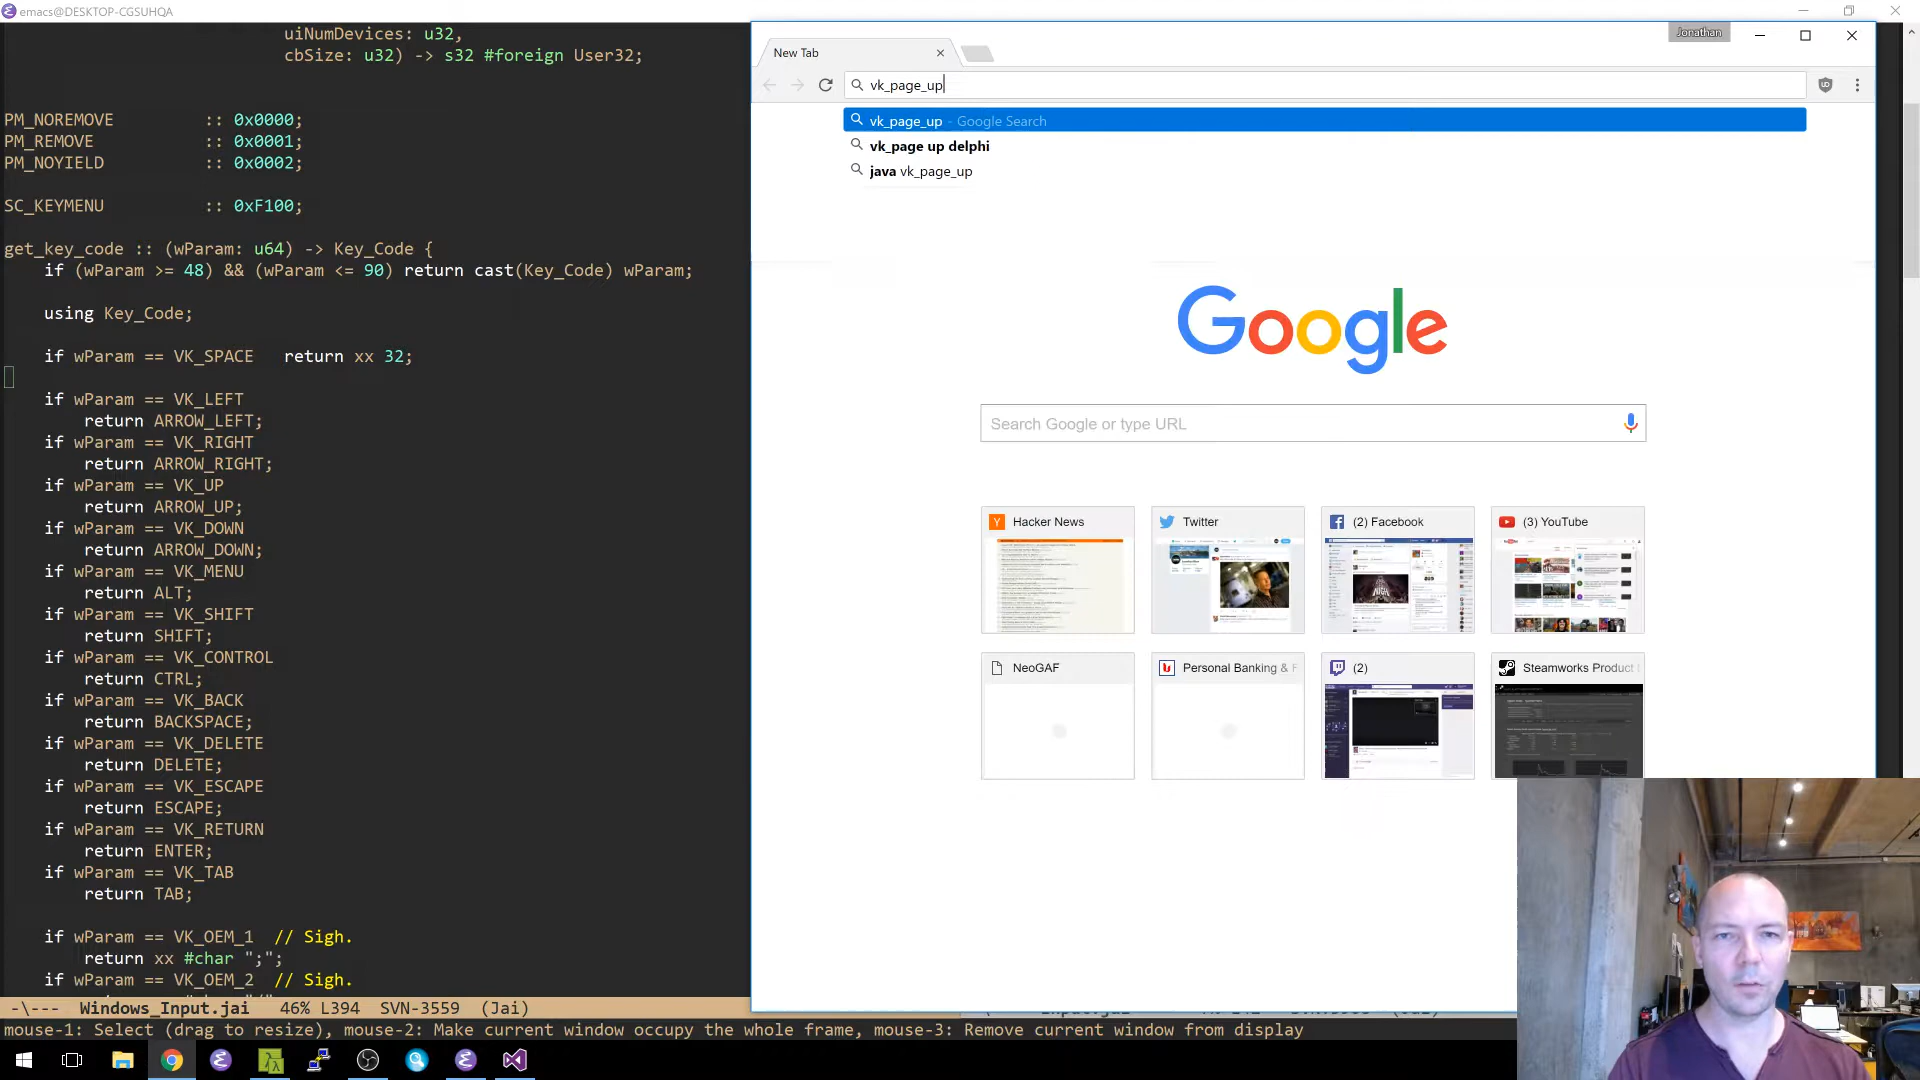 emacs@DESKTOP-CGSUHQA
uiNumDevices: u32,
cbSize: u32) -> s32 #foreign User32;
PM_NOREMOVE :: 0x0000;
PM_REMOVE :: 0x0001;
PM_NOYIELD :: 0x0002;
SC_KEYMENU :: 0xF100;
get_key_code :: (wParam: u64) -> Key_Code {
if (wParam >= 48) && (wParam <= 90) return cast(Key_Code) wParam;
using Key_Code;
if wParam == VK_SPACE return xx 32;
if wParam == VK_LEFT
return ARROW_LEFT;
if wParam == VK_RIGHT
return ARROW_RIGHT;
if wParam == VK_UP
return ARROW_UP;
if wParam == VK_DOWN
return ARROW_DOWN;
if wParam == VK_MENU
return ALT;
if wParam == VK_SHIFT
return SHIFT;
if wParam == VK_CONTROL
return CTRL;
if wParam == VK_BACK
return BACKSPACE;
if wParam == VK_DELETE
return DELETE;
if wParam == VK_ESCAPE
return ESCAPE;
if wParam == VK_RETURN
return ENTER;
if wParam == VK_TAB
return TAB;
if wParam == VK_OEM_1 // Sigh.
return xx #char ";";
if wParam == VK_OEM_2 // Sigh.
-\--- Windows_Input.jai 46% L394 SVN-3559 (Jai)
mouse-1: Select (drag to resize), mouse-2: Make current window occupy the whole frame, mouse-3: Remove current window from display
Jonathan
New Tab
vk_page_up
vk_page_up - Google Search
vk_page up delphi
java vk_page_up
Google
Search Google or type URL
Hacker News
Twitter
(2) Facebook
(3) YouTube
NeoGAF
Personal Banking & F
(2)
Steamworks Product